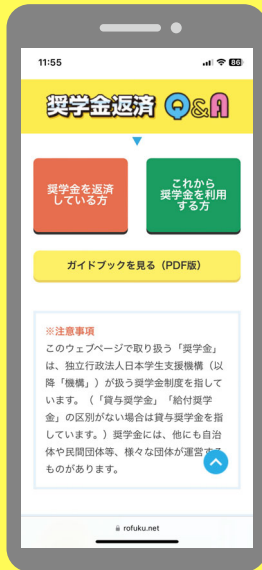 11:55
86
奨学金返済 Q&A
奨学金を返済
している方
これから
奨学金を利用
する方
ガイドブックを見る（PDF版）
※注意事項
このウェブページで取り扱う「奨学金」
は、独立行政法人日本学生支援機構（以
降「機構」）が扱う奨学金制度を指して
います。（「貸与奨学金」「給付奨学
金」の区別がない場合は貸与奨学金を指
しています。）奨学金には、他にも自治
体や民間団体等、様々な団体が運営する
ものがあります。
rofuku.net